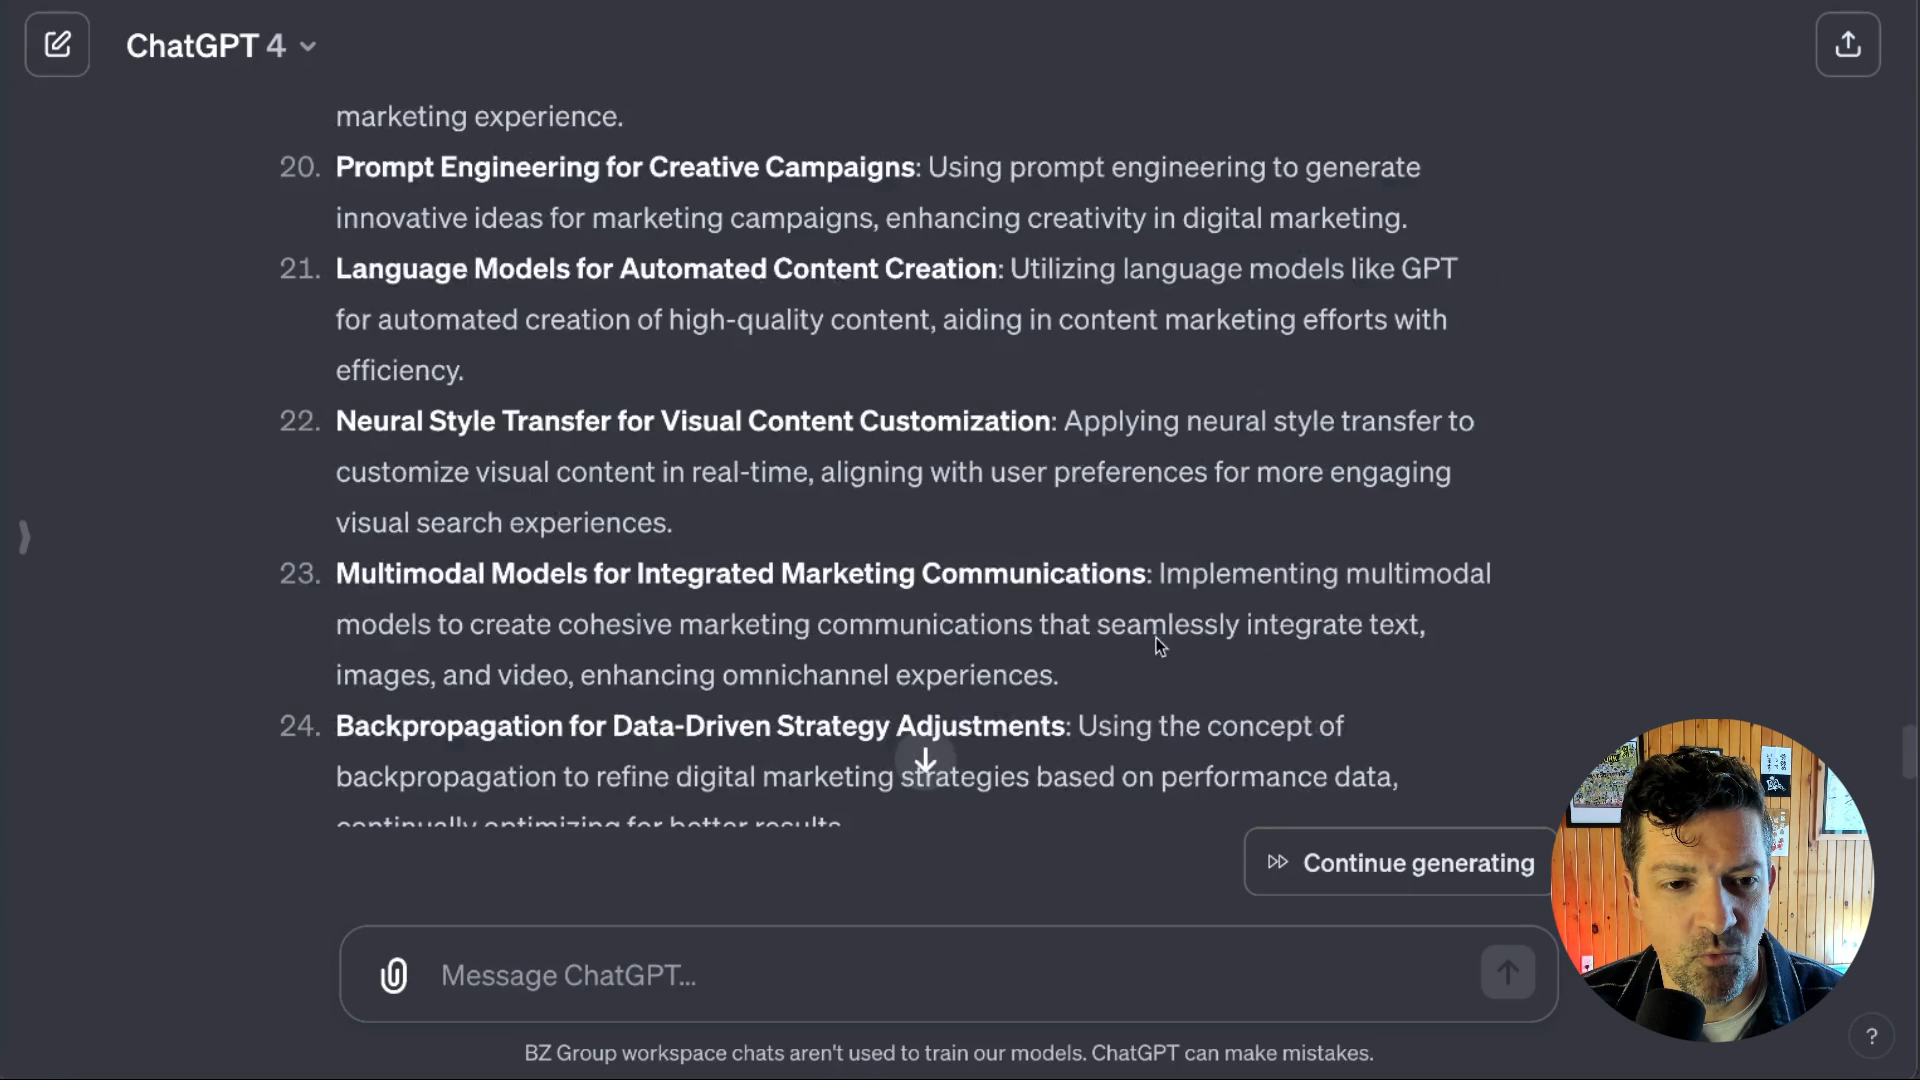 ChatGPT 4
marketing experience.
20. Prompt Engineering for Creative Campaigns: Using prompt engineering to generate
innovative ideas for marketing campaigns, enhancing creativity in digital marketing.
21. Language Models for Automated Content Creation: Utilizing language models like GPT
for automated creation of high-quality content, aiding in content marketing efforts with
efficiency.
22. Neural Style Transfer for Visual Content Customization: Applying neural style transfer to
customize visual content in real-time, aligning with user preferences for more engaging
visual search experiences.
23. Multimodal Models for Integrated Marketing Communications: Implementing multimodal
models to create cohesive marketing communications that seamlessly integrate text,
images, and video, enhancing omnichannel experiences.
24. Backpropagation for Data-Driven Strategy Adjustments: Using the concept of
backpropagation to refine digital marketing strategies based on performance data,
continually optimizing for better results.
Continue generating
Message ChatGPT...
BZ Group workspace chats aren't used to train our models. ChatGPT can make mistakes.
?